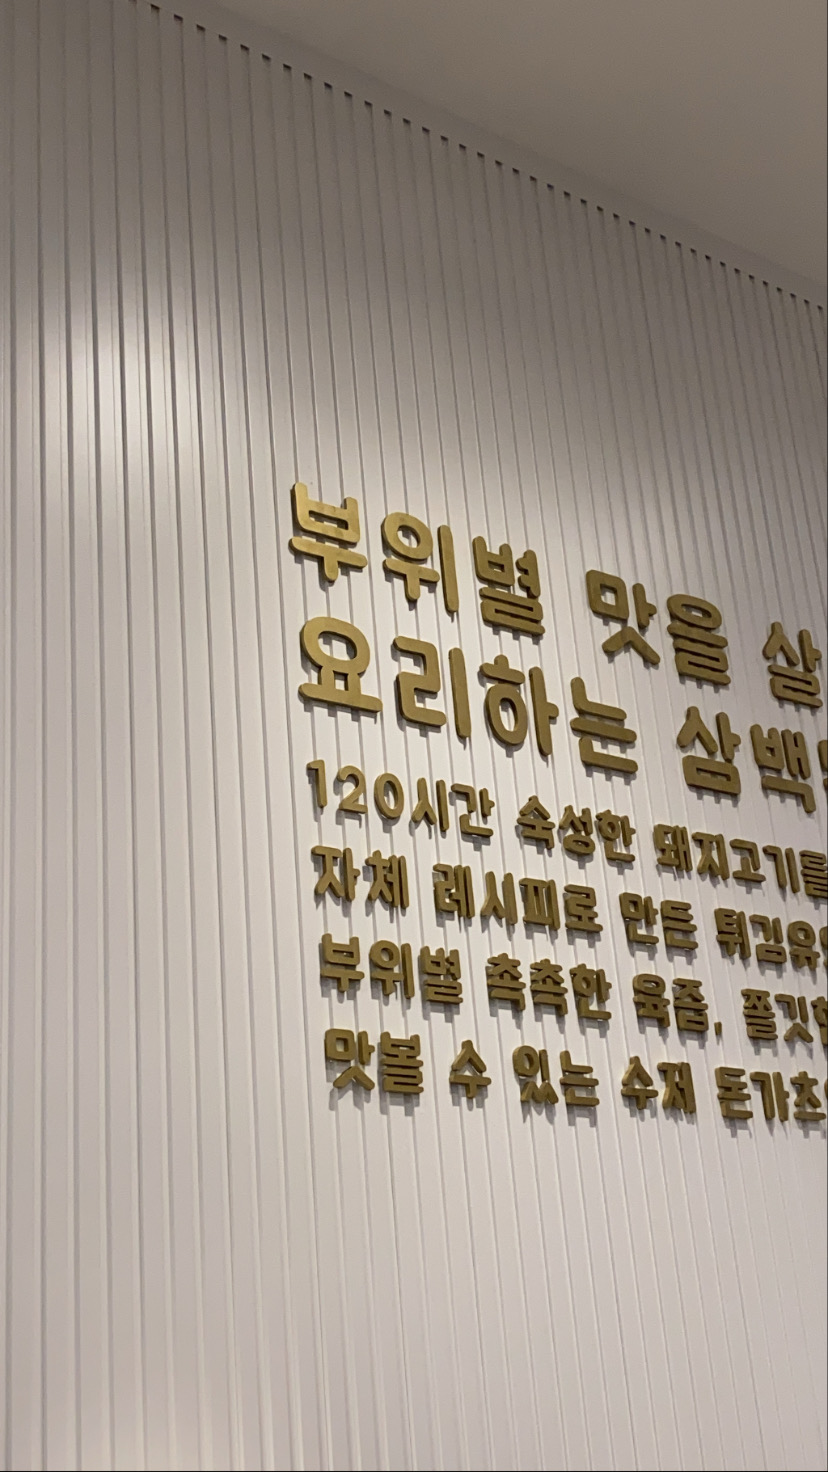 부위별 맛을 살
요리하는 삼백
120시간 숙성한 돼지고기를
자체 레시피로 만든 튀김유
부위별 촉촉한 육즙, 쫄깃
맛볼 수 있는 수제 돈가츠